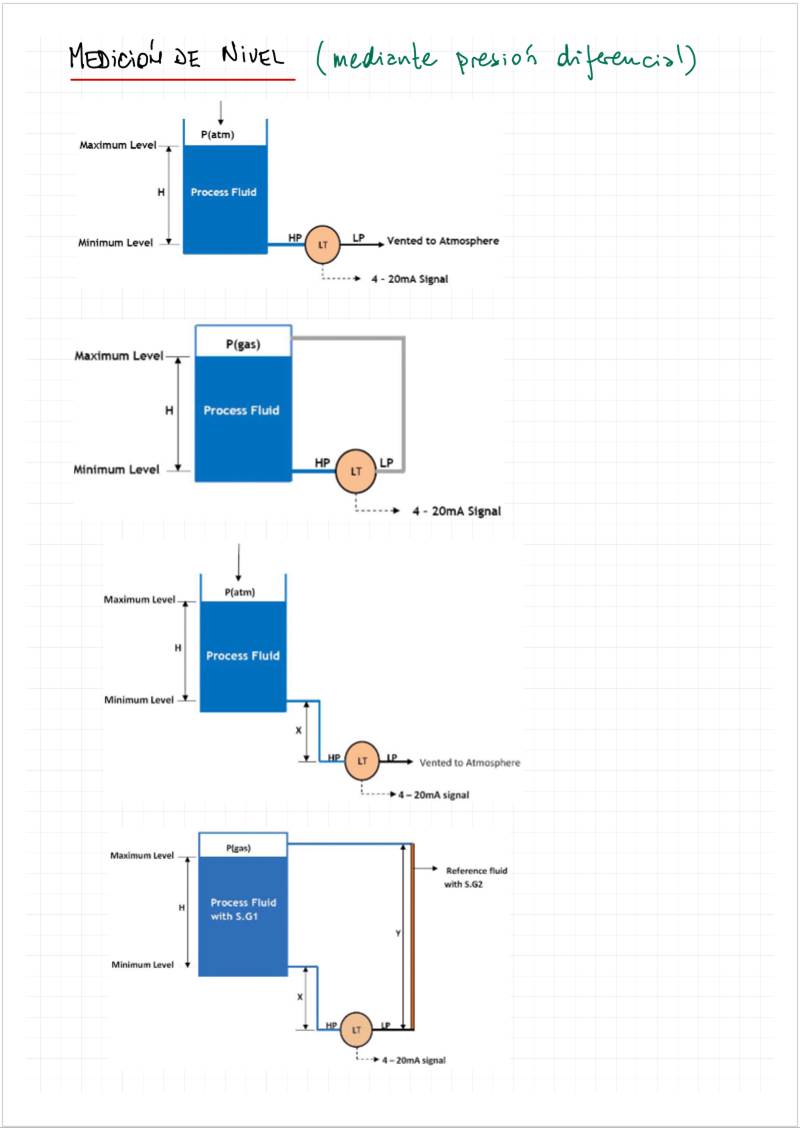 MEDICIÓN DE NIVEL (mediante presión diferencial)
P(atm)
Maximum Level
H
Process Fluid
Minimum Level
HP
LT
LP
Vented to Atmosphere
4 - 20mA Signal
P(gas)
Maximum Level
H
Process Fluid
Minimum Level
HP
LT
LP
4 - 20mA Signal
P(atm)
Maximum Level
H
Process Fluid
Minimum Level
X
HP
LT
LP
Vented to Atmosphere
4 – 20mA signal
P(gas)
Maximum Level
Reference fluid
with S.G2
H
Process Fluid
with S.G1
Y
Minimum Level
X
HP
LT
LP
4 – 20mA signal